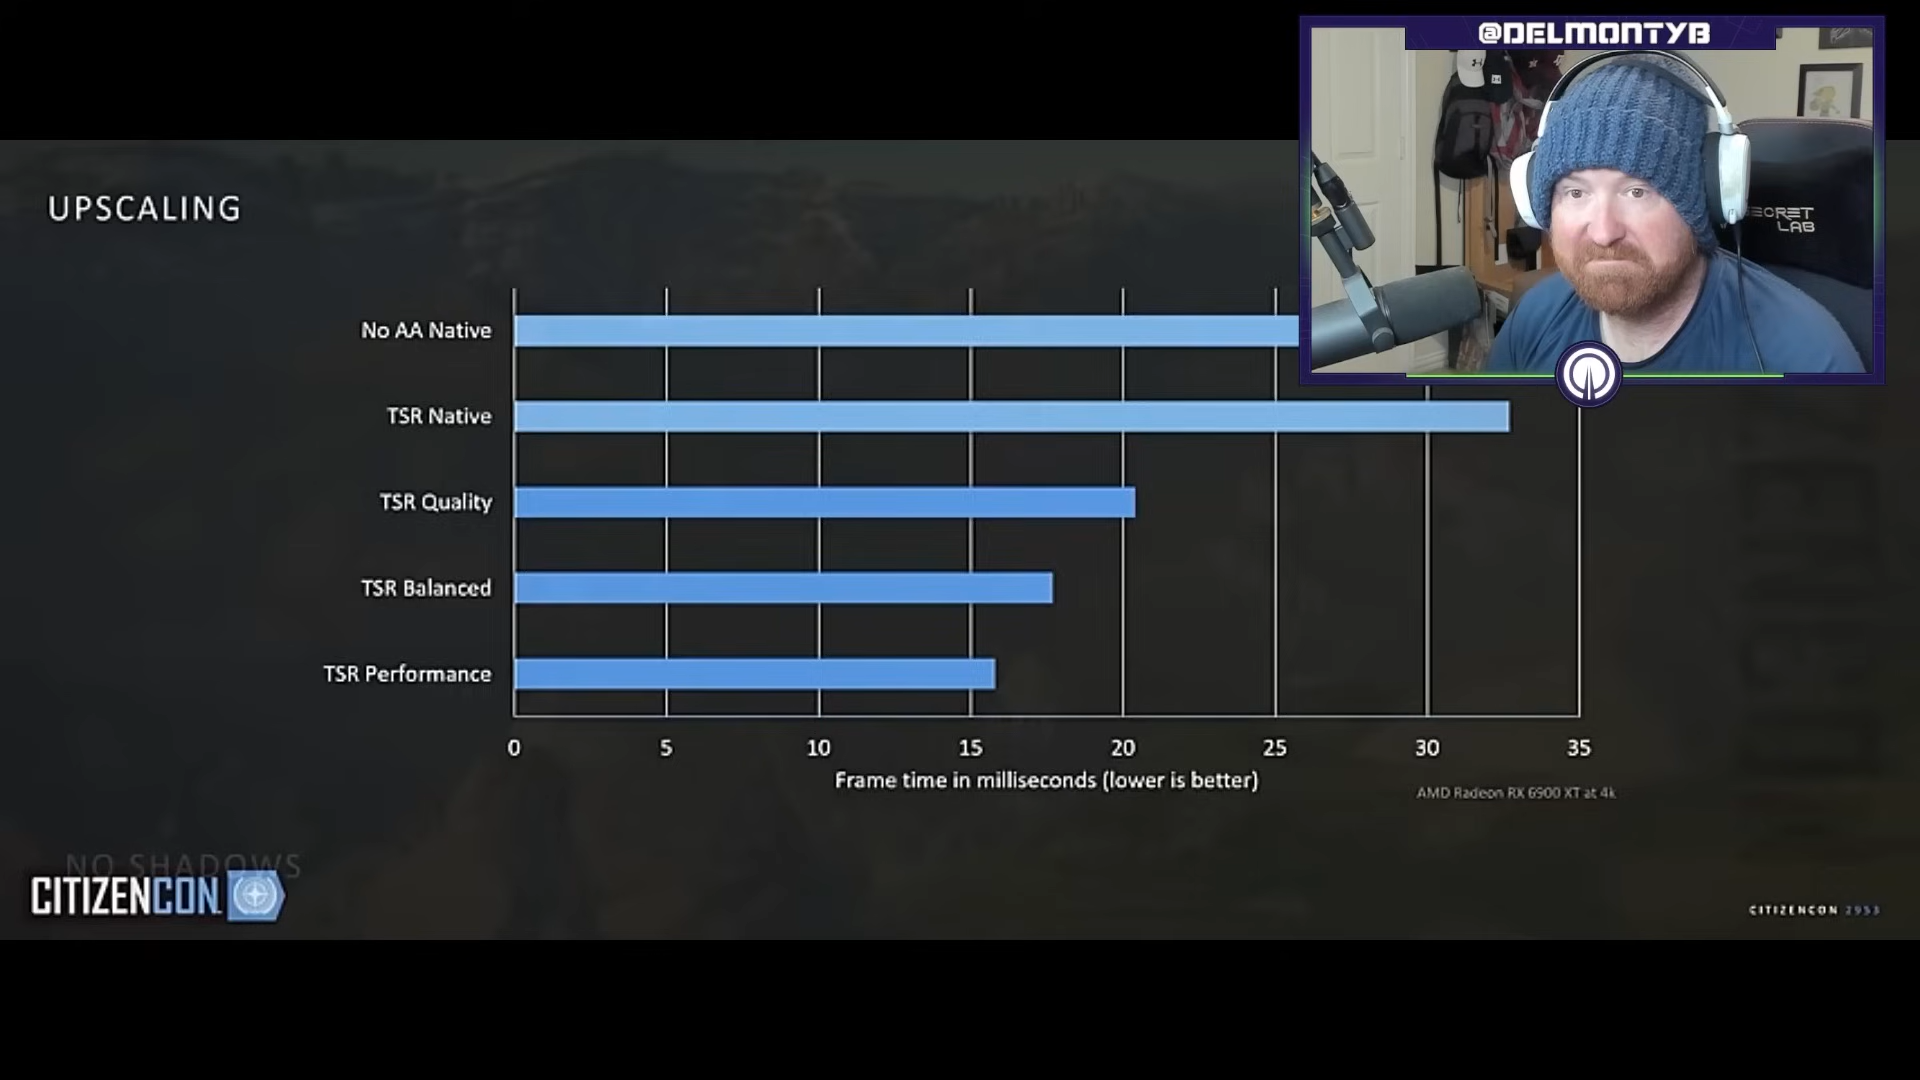 @DELMONTYB
SECRET
LAB
UPSCALING
No AA Native
TSR Native
TSR Quality
TSR Balanced
TSR Performance
0 5 10 15 20 25 30 35
Frame time in milliseconds (lower is better)
AMD Radeon RX 6900 XT at 4k
NO SHADOWS
CITIZENCON
CITIZENCON 2953